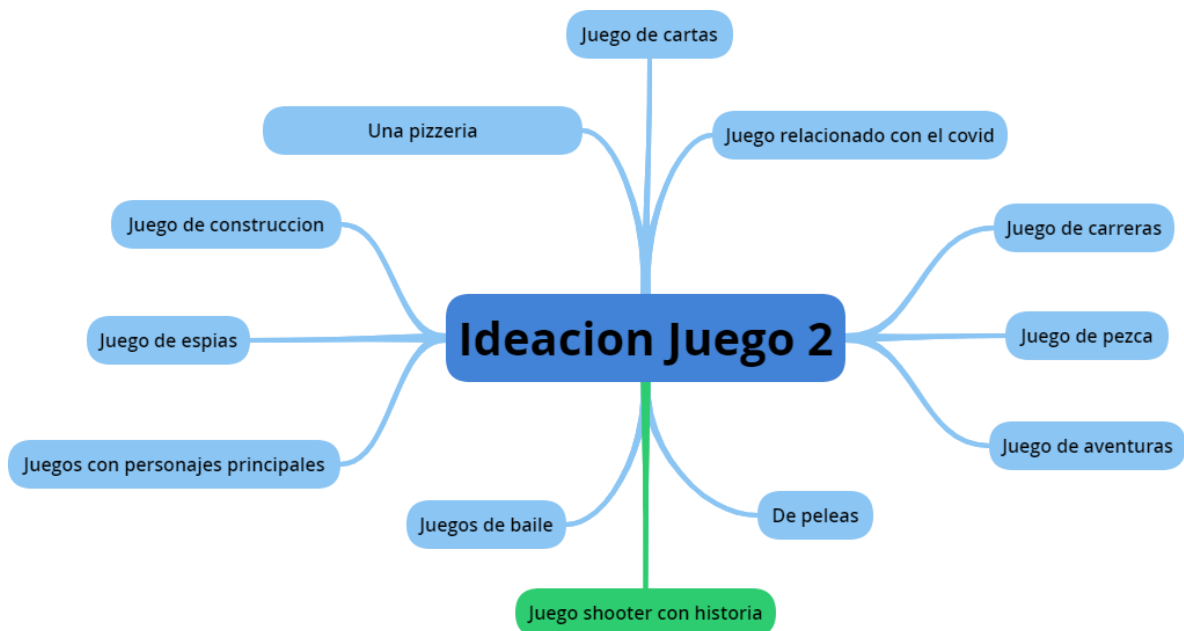 Juego de cartas
Una pizzeria
Juego relacionado con el covid
Juego de construccion
Juego de carreras
Ideacion Juego 2
Juego de espias
Juego de pezca
Juegos con personajes principales
Juego de aventuras
Juegos de baile
De peleas
Juego shooter con historia